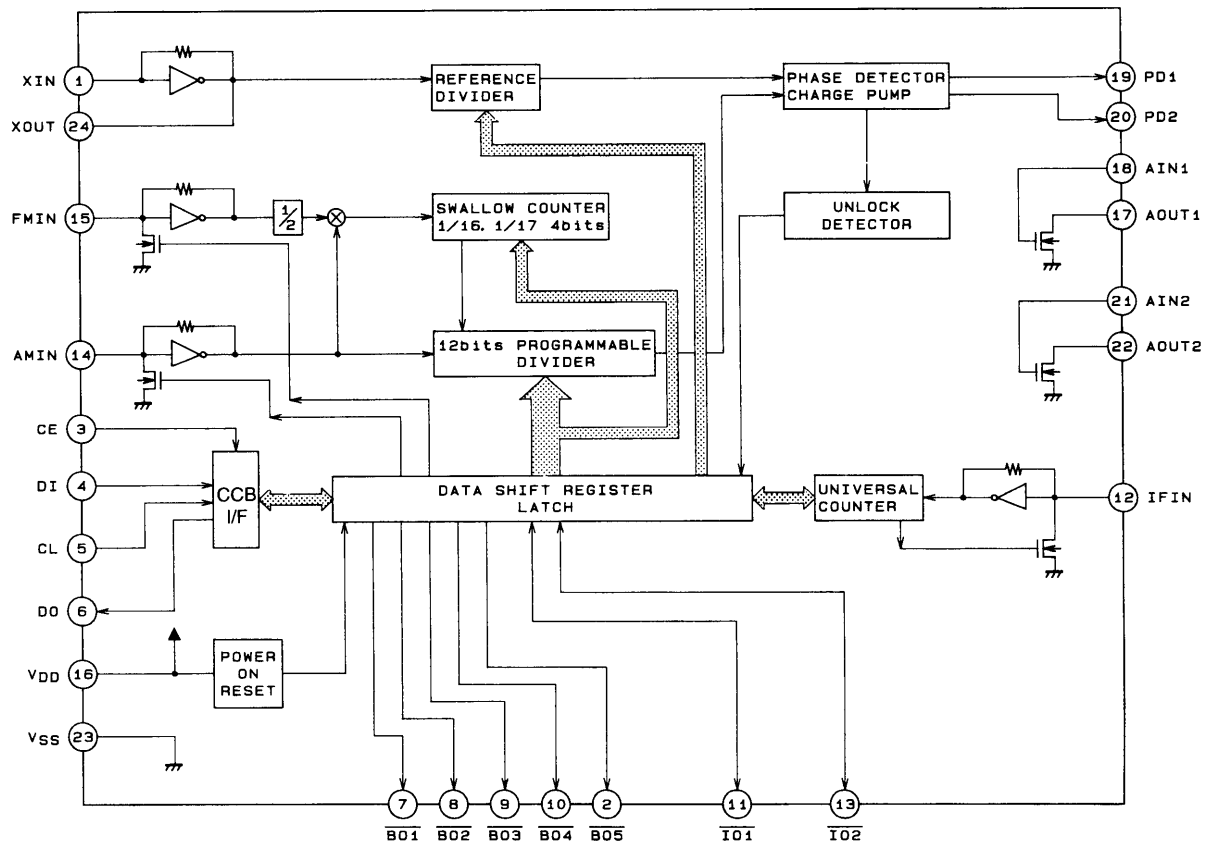 XIN 1
REFERENCE
DIVIDER
PHASE DETECTOR
CHARGE PUMP
19 PD1
XOUT 24
20 PD2
18 AIN1
FMIN 15
1/2
SWALLOW COUNTER
1/16. 1/17 4bits
UNLOCK
DETECTOR
17 AOUT1
21 AIN2
AMIN 14
12bits PROGRAMMABLE
DIVIDER
22 AOUT2
CE 3
DI 4
CCB
I/F
DATA SHIFT REGISTER
LATCH
UNIVERSAL
COUNTER
12 IFIN
CL 5
DO 6
VDD 16
POWER
ON
RESET
VSS 23
7 8 9 10 2 11 13
BO1 BO2 BO3 BO4 BO5 IO1 IO2